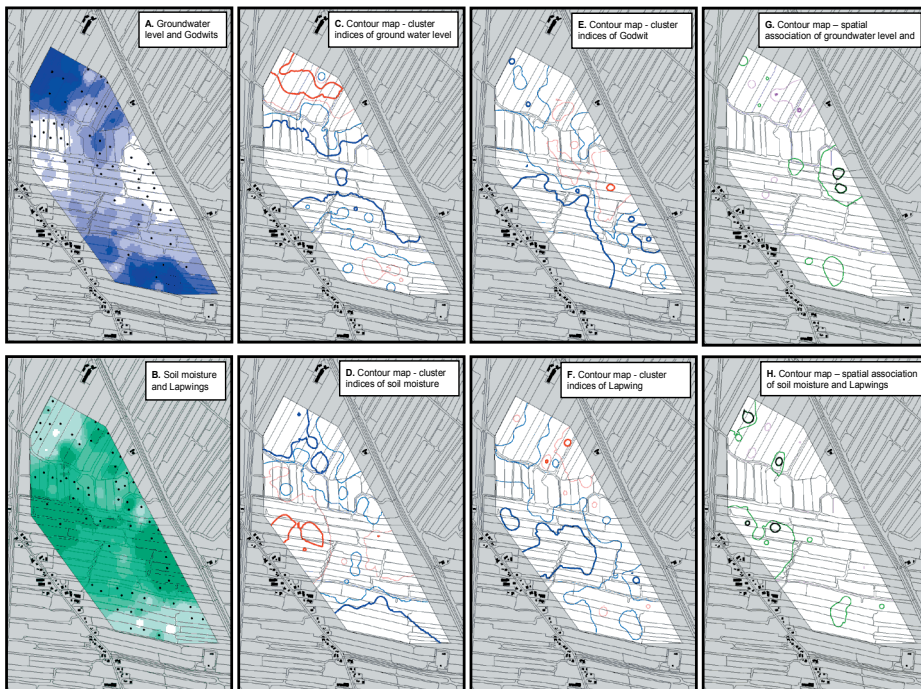 A. Groundwater
level and Godwits
C. Contour map - cluster
indices of ground water level
E. Contour map - cluster
indices of Godwit
G. Contour map – spatial
association of groundwater level and
B. Soil moisture
and Lapwings
D. Contour map - cluster
indices of soil moisture
F. Contour map - cluster
indices of Lapwing
H. Contour map – spatial association
of soil moisture and Lapwings